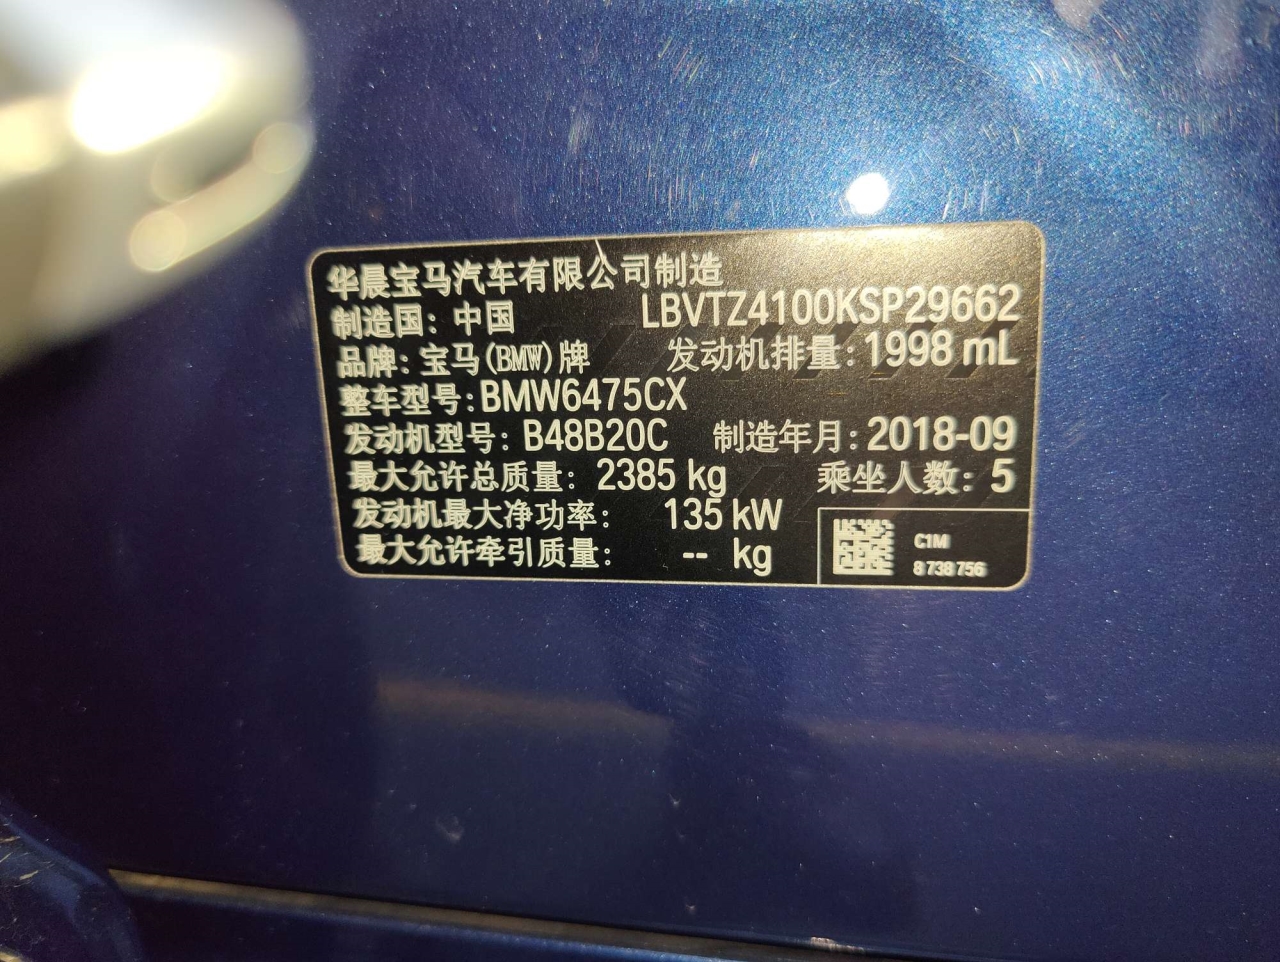 华晨宝马汽车有限公司制造
制造国：中国 LBVTZ4100KSP29662
品牌：宝马(BMW)牌 发动机排量：1998 mL
整车型号：BMW6475CX
发动机型号：B48B20C 制造年月：2018-09
最大允许总质量：2385 kg 乘坐人数：5
发动机最大净功率： 135 kW
最大允许牵引质量： -- kg
C1M
8 738 756